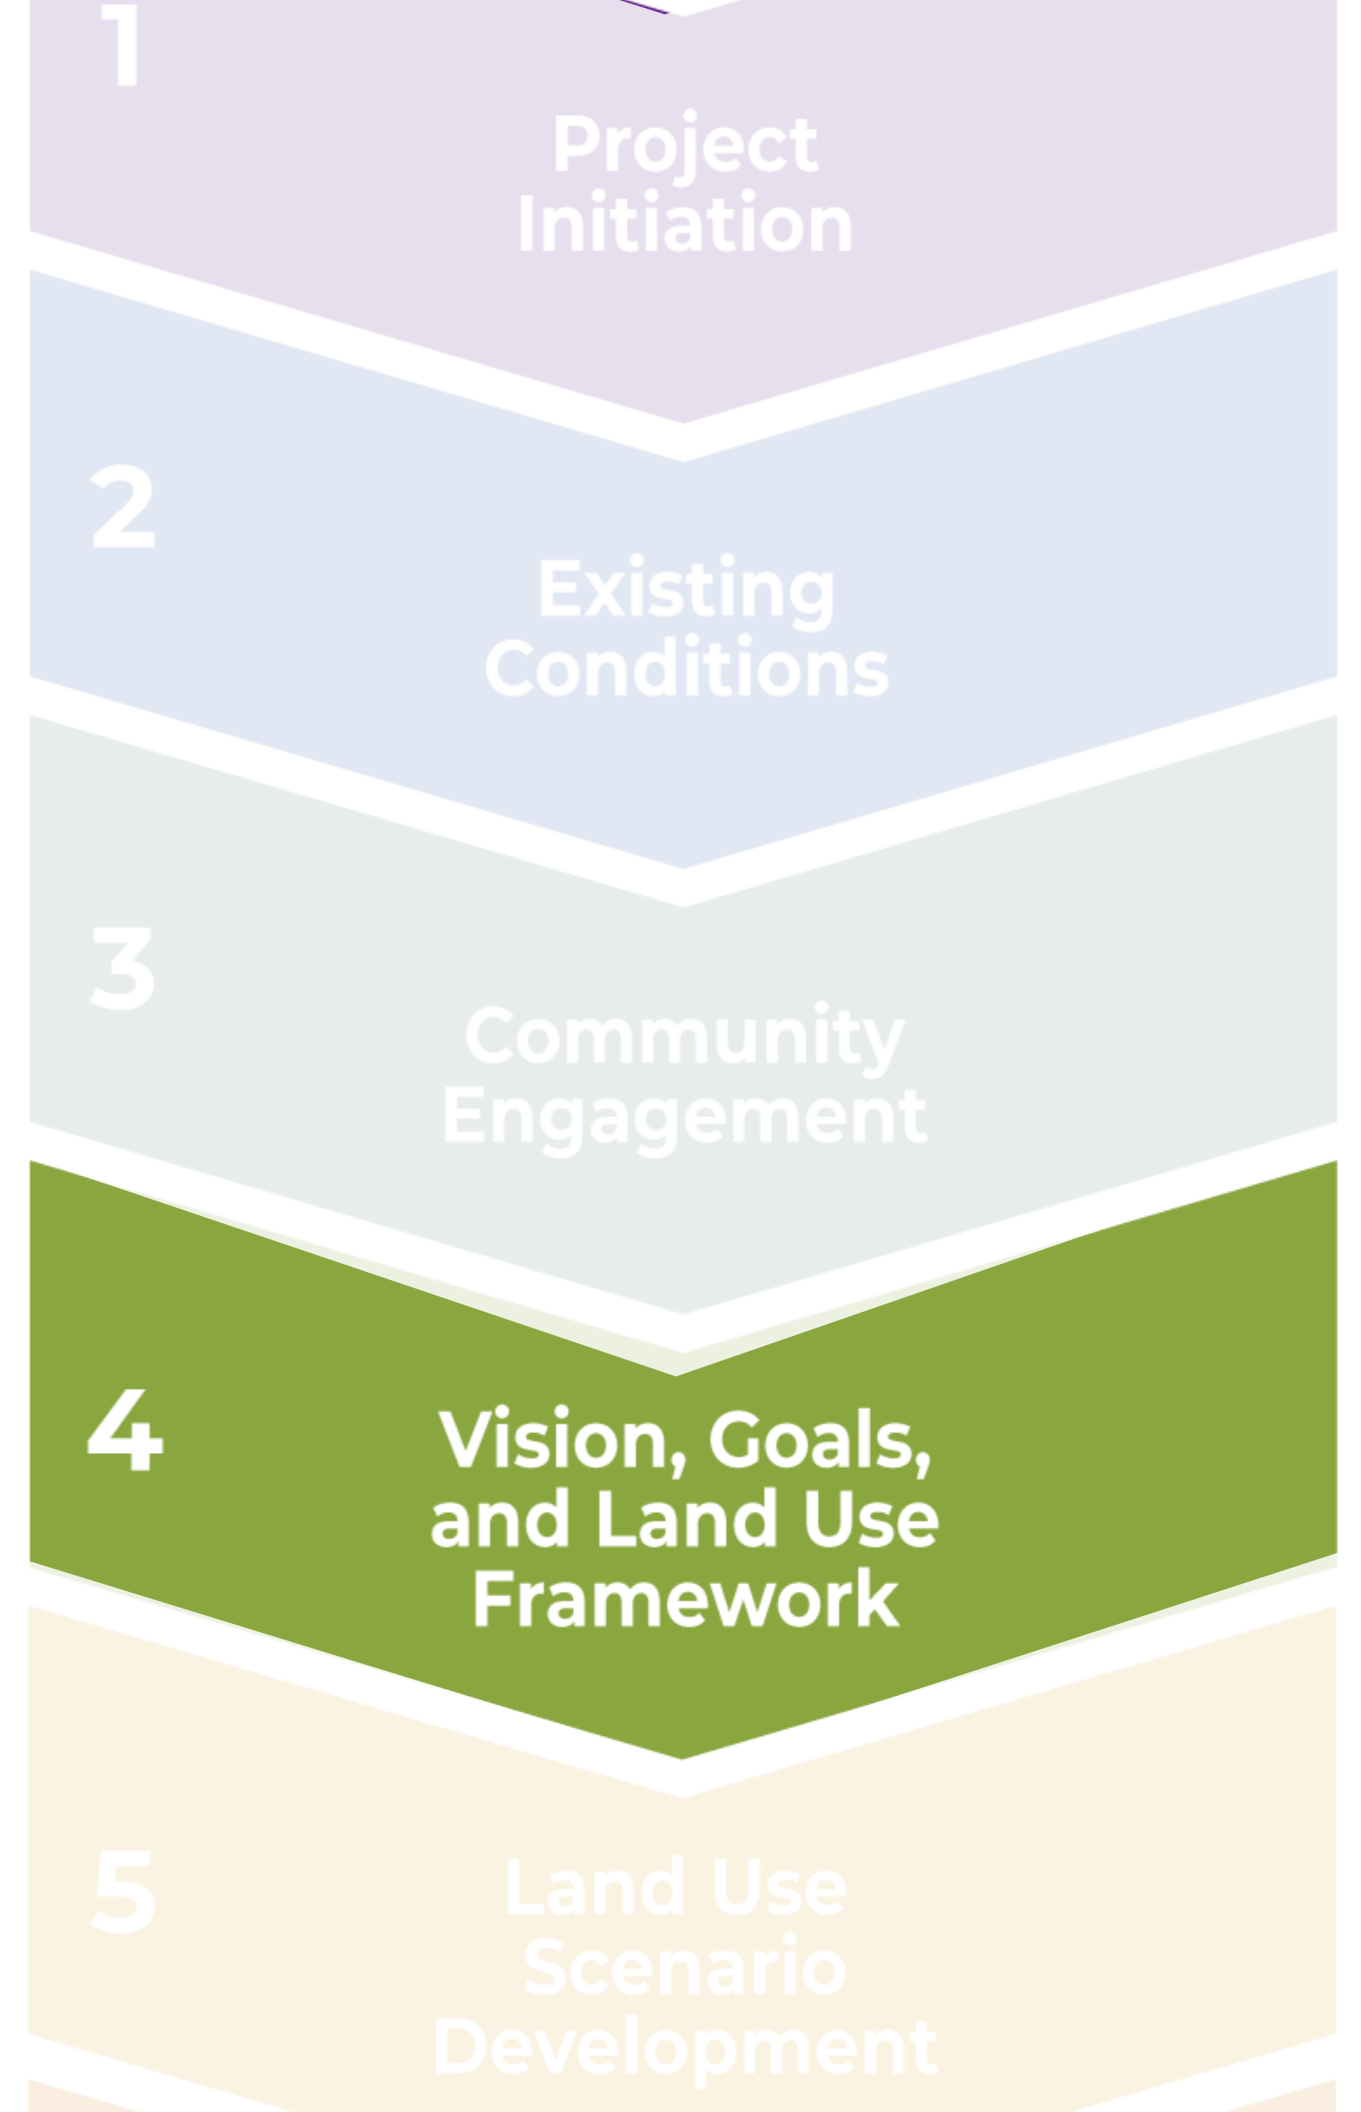 1
Project
Initiation
2
Existing
Conditions
3
Community
Engagement
4
Vision, Goals,
and Land Use
Framework
5
Land Use
Scenario
Development